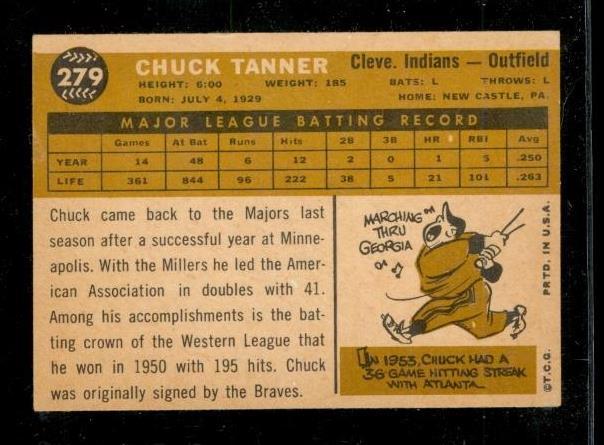 279
CHUCK TANNER
Cleve. Indians — Outfield
HEIGHT: 6:00 WEIGHT: 185 BATS: L THROWS: L
BORN: JULY 4, 1929 HOME: NEW CASTLE, PA.
MAJOR LEAGUE BATTING RECORD
Games At Bat Runs Hits 2B 3B HR RBI Avg
YEAR 14 48 6 12 2 0 1 5 .250
LIFE 361 844 96 222 38 5 21 101 .263
Chuck came back to the Majors last
season after a successful year at Minne-
apolis. With the Millers he led the Amer-
ican Association in doubles with 41.
Among his accomplishments is the bat-
ting crown of the Western League that
he won in 1950 with 195 hits. Chuck
was originally signed by the Braves.
MARCHING
THRU
GEORGIA
IN 1953, CHUCK HAD A
36 GAME HITTING STREAK
WITH ATLANTA
©T.C.G. PRTD. IN U.S.A.